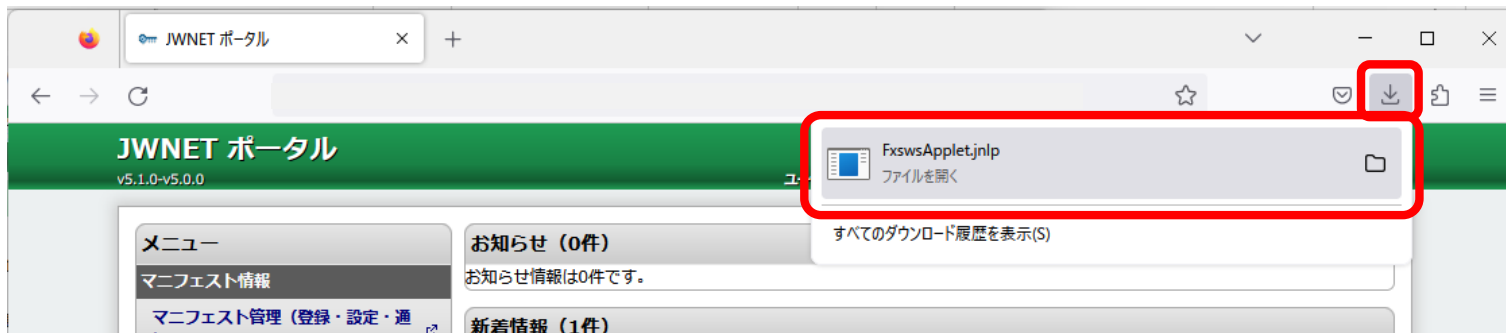 JWNET ポータル
JWNET ポータル
v5.1.0-v5.0.0
FxswsApplet.jnlp
ファイルを開く
すべてのダウンロード履歴を表示(S)
メニュー
マニフェスト情報
マニフェスト管理（登録・設定・通
お知らせ（0件）
お知らせ情報は0件です。
新着情報（1件）